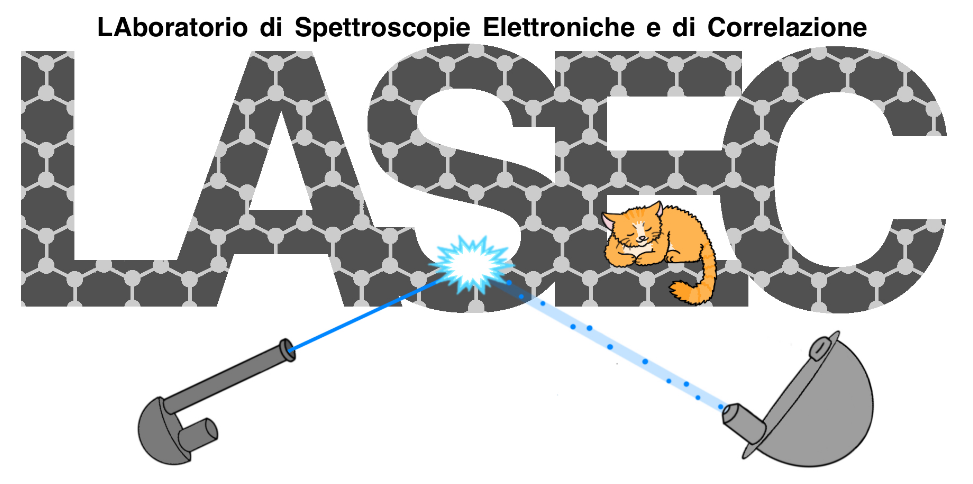 LAboratorio di Spettroscopie Elettroniche e di Correlazione
LASEC